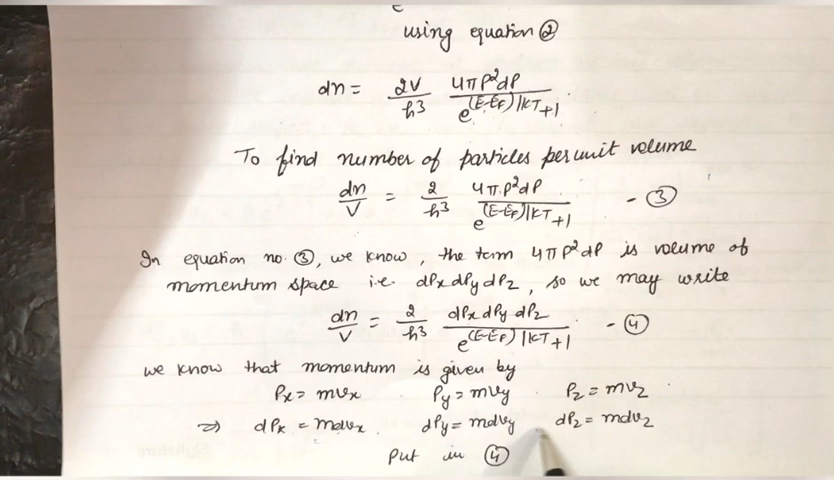 using equation ②
dn = 2V/h³ 4πP²dP/e^(E-E_F)/KT +1
To find number of particles per unit volume
dn/V = 2/h³ 4π P²dP/e^(E-E_F)/KT +1 - ③
In equation no. ③, we know, the term 4πP²dP is volume of
momentum space i.e. dPx dPy dPz, so we may write
dn/V = 2/h³ dPx dPy dPz/e^(E-E_F)/KT +1 - ④
we know that momentum is given by
Px = mvx Py = mvy Pz = mvz
⇒ dPx = mdvx dPy = mdvy dPz = mdvz
Put in ④